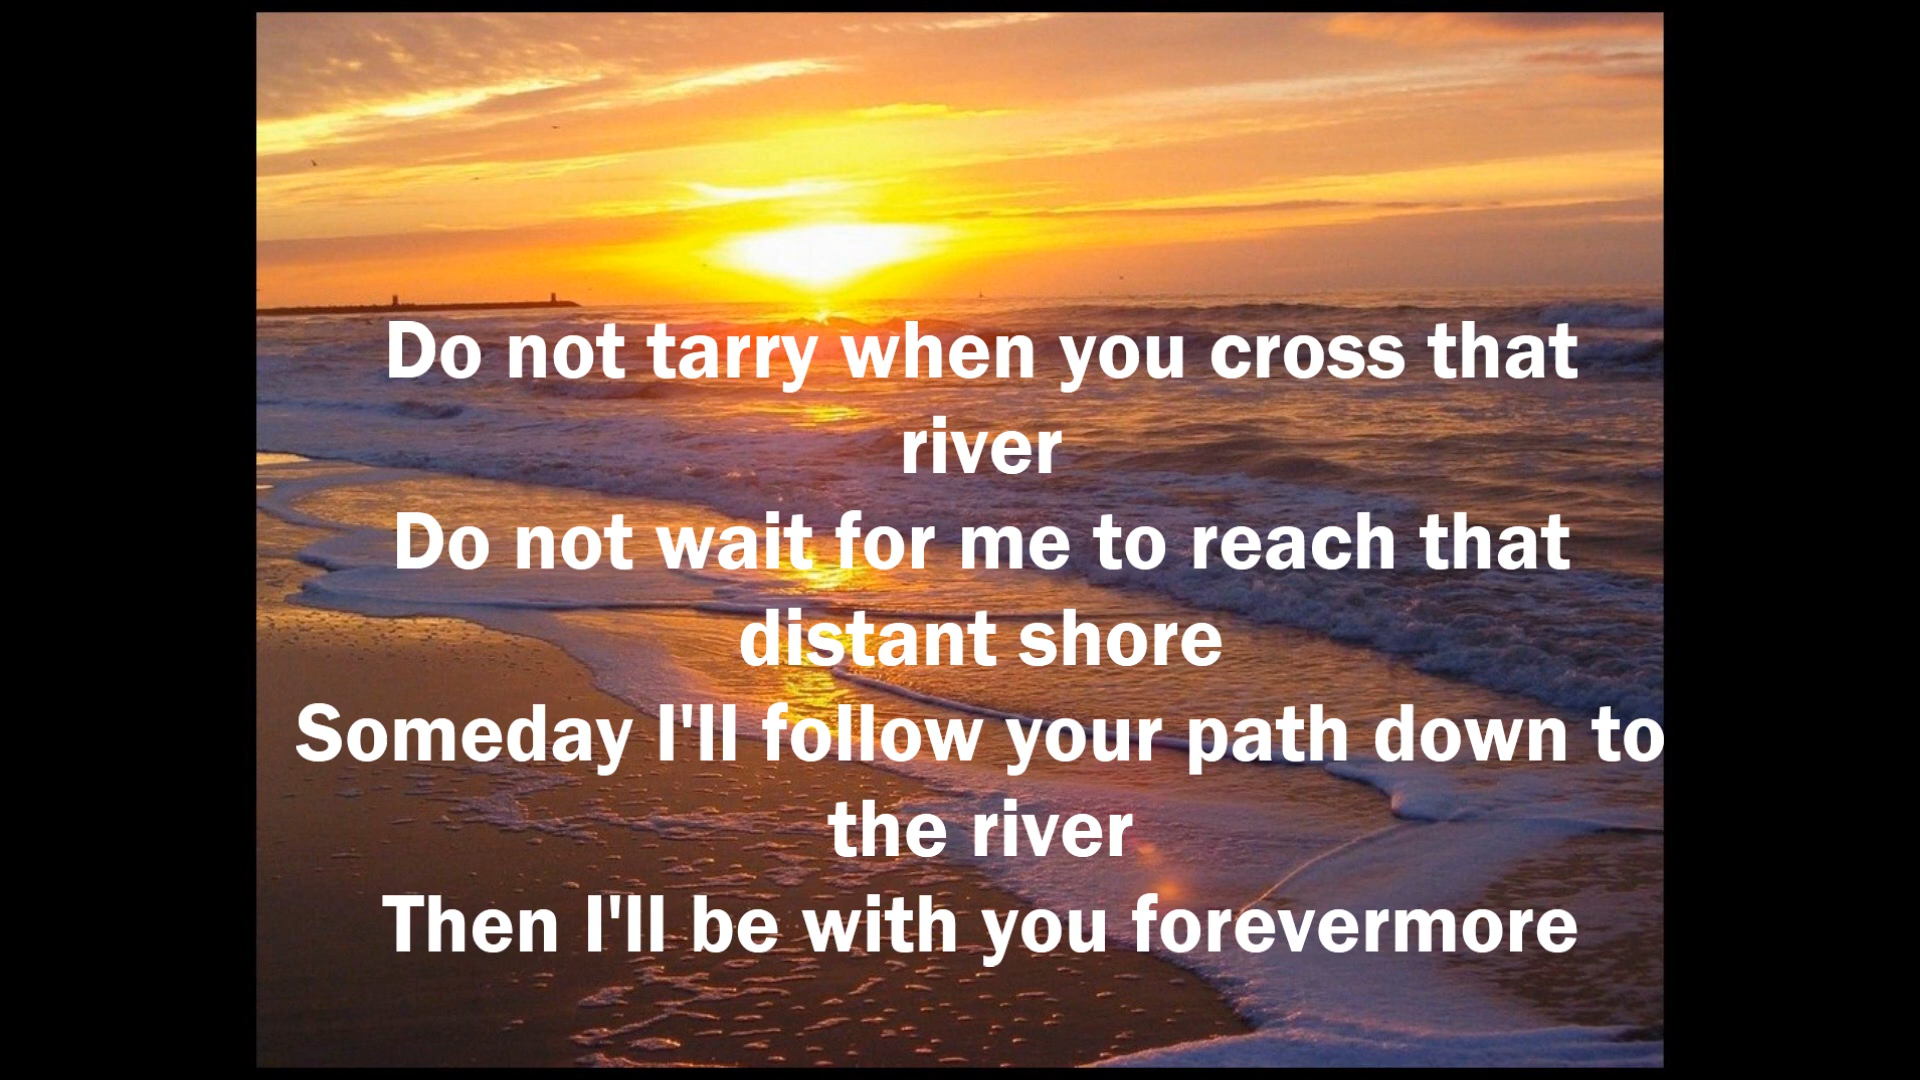 Do not tarry when you cross that
river
Do not wait for me to reach that
distant shore
Someday I'll follow your path down to
the river
Then I'll be with you forevermore